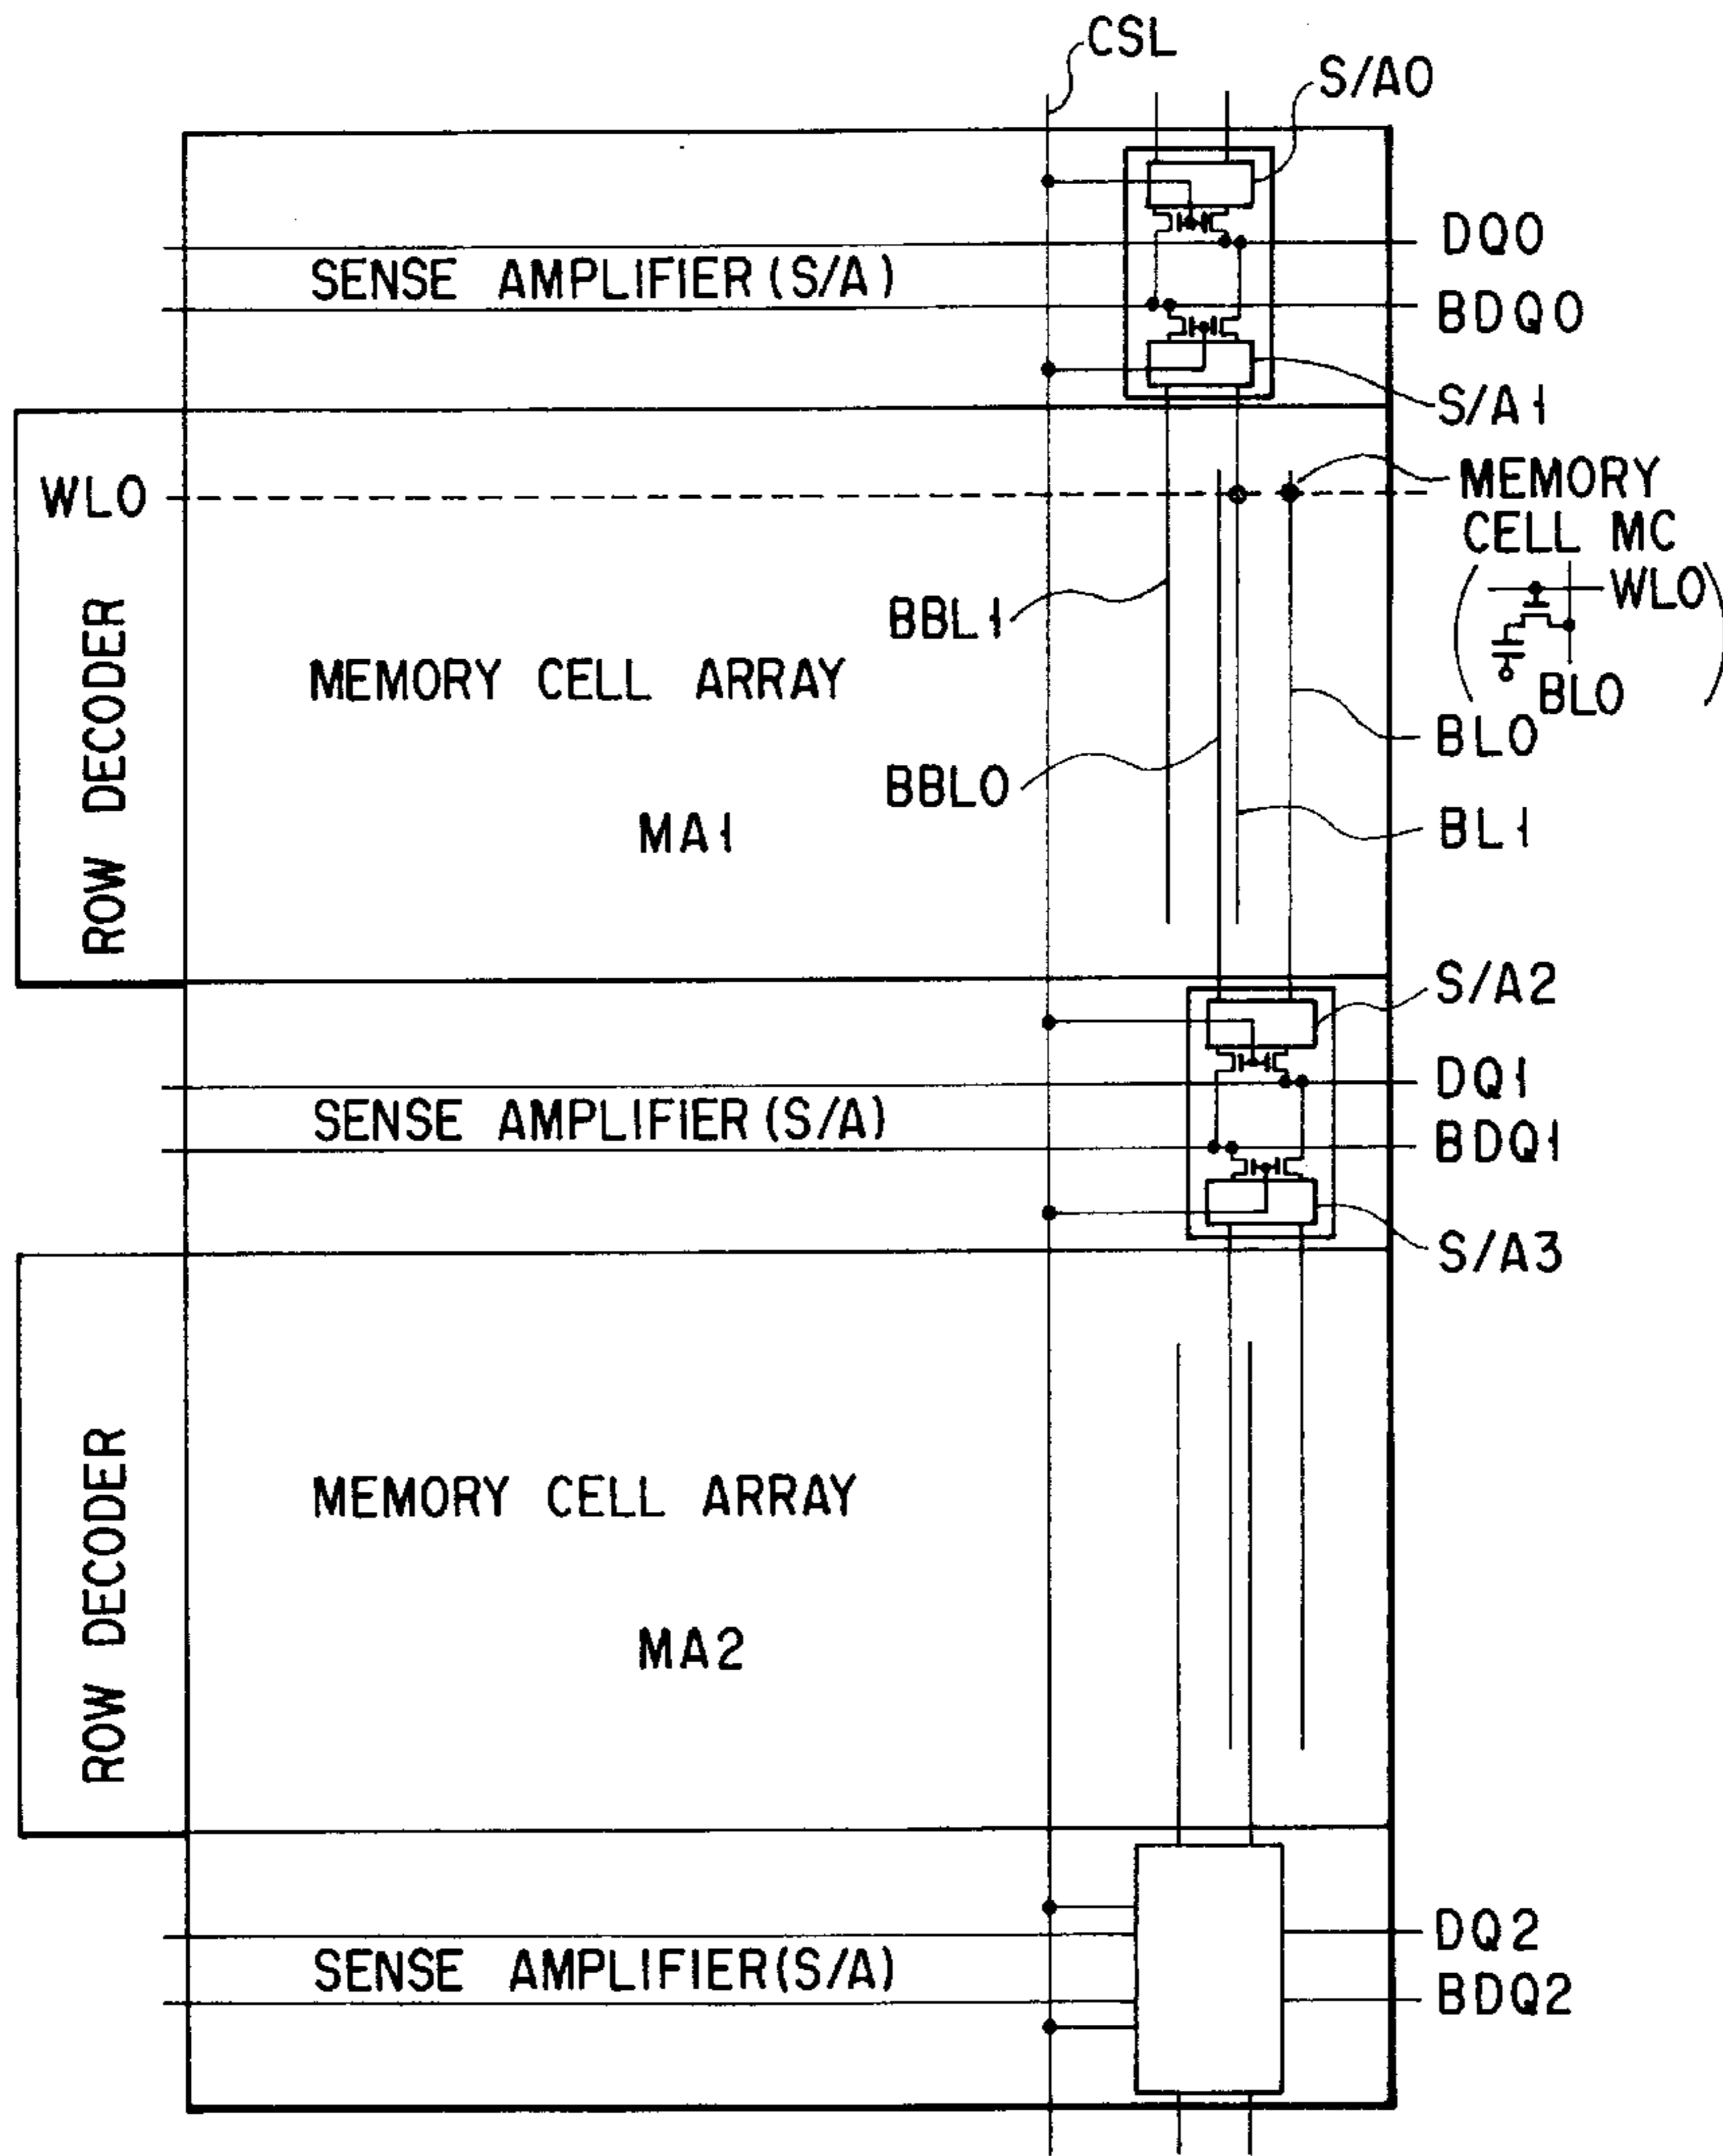 CSL
S/A0
DQ0
SENSE AMPLIFIER (S/A)
BDQ0
S/A1
WL0
MEMORY
CELL MC
WL0
BL0
BBL1
ROW DECODER
MEMORY CELL ARRAY
MA1
BL0
BBL0
BL1
S/A2
DQ1
SENSE AMPLIFIER (S/A)
BDQ1
S/A3
ROW DECODER
MEMORY CELL ARRAY
MA2
DQ2
SENSE AMPLIFIER (S/A)
BDQ2